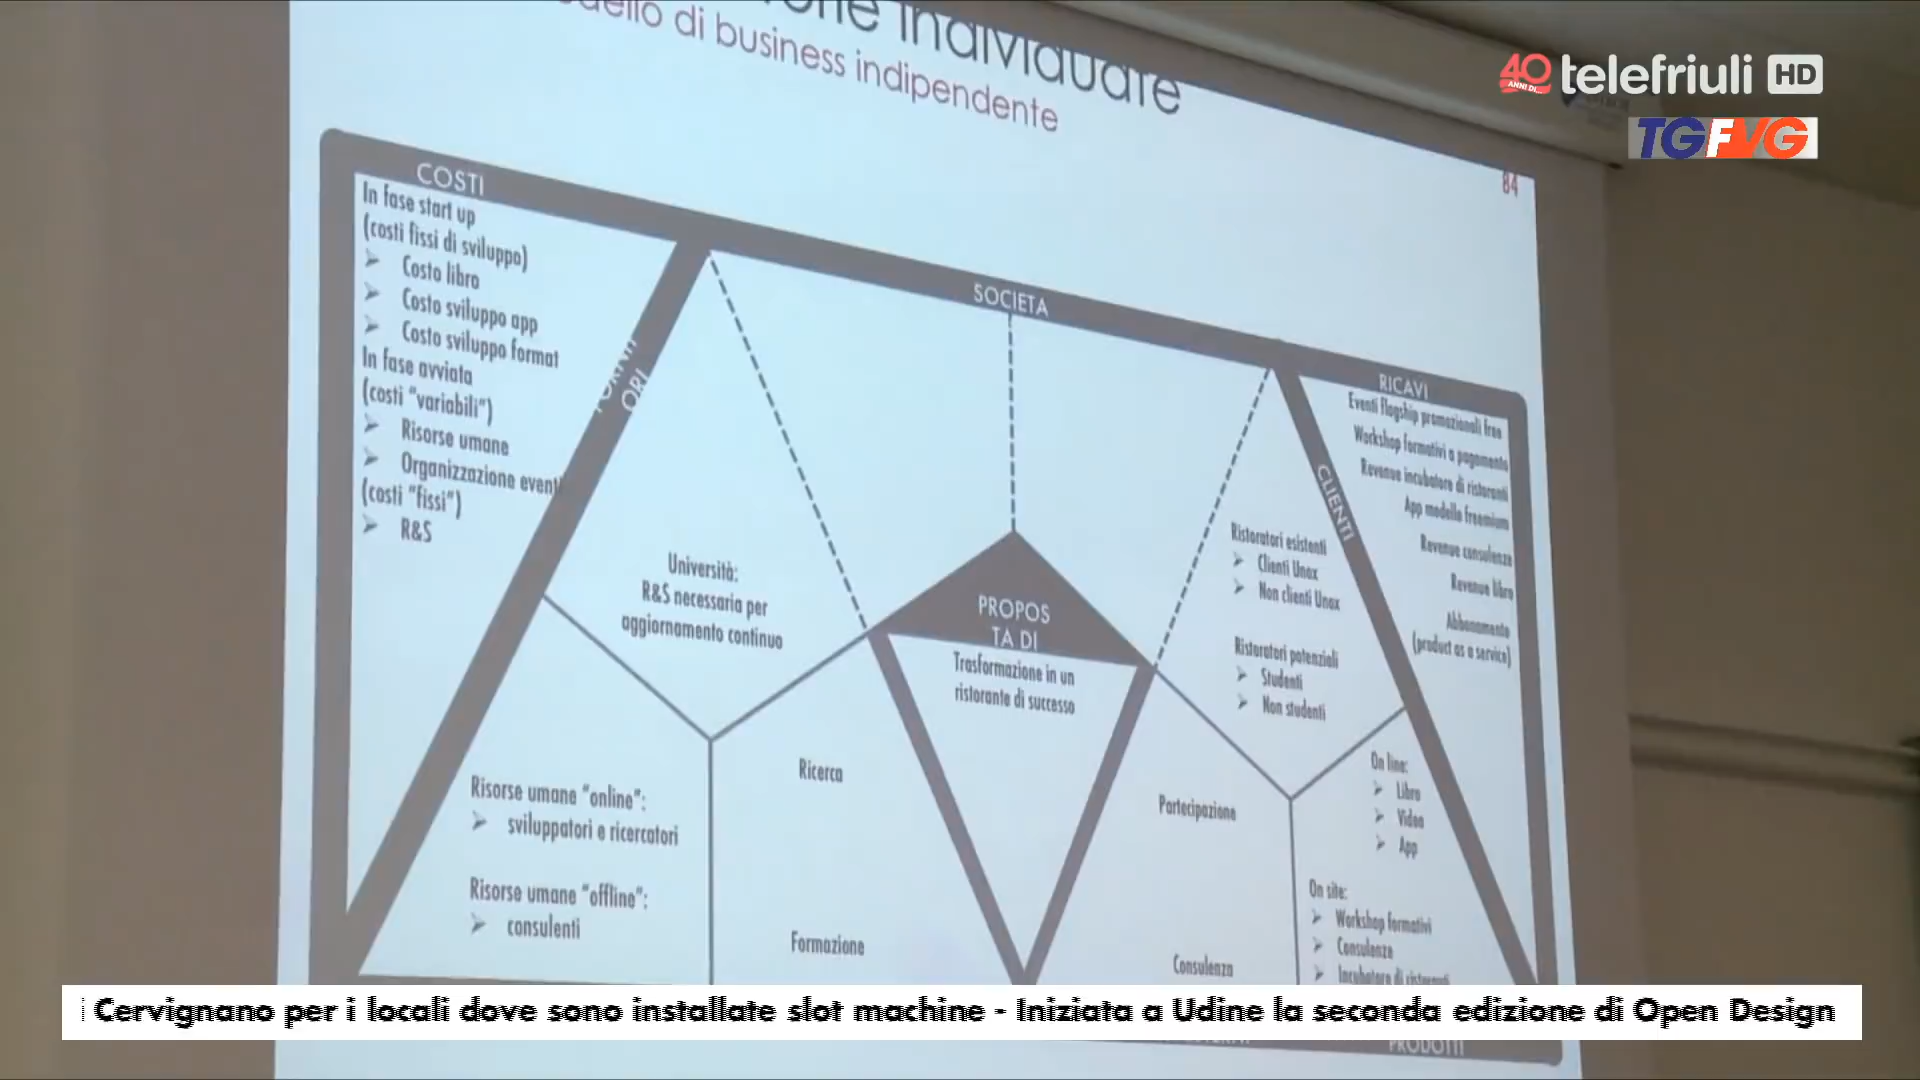 individuate
di business indipendente
40
ANNI DI...
telefriuli HD
TGFVG
84
COSTI
In fase start up
(costi fissi di sviluppo)
➤ Costo libro
➤ Costo sviluppo app
➤ Costo sviluppo format
In fase avviata
(costi "variabili")
➤ Risorse umane
➤ Organizzazione eventi
(costi "fissi")
➤ R&S
ORI
SOCIETA
RICAVI
Eventi flagship promozionali free
Workshop formativi a pagamento
Revenue incubatore di ristoranti
App modello freemium
Revenue consulenze
Revenue libro
Abbonamento
(product as a service)
CLIENTI
Università:
R&S necessaria per
aggiornamento continuo
PROPOS
TA DI
Trasformazione in un
ristorante di successo
Ristoratori esistenti
➤ Clienti Unox
➤ Non clienti Unox
Ristoratori potenziali
➤ Studenti
➤ Non studenti
Risorse umane "online":
➤ sviluppatori e ricercatori
Risorse umane "offline":
➤ consulenti
Ricerca
Formazione
Partecipazione
Consulenza
On line:
➤ Libro
➤ Video
➤ App
On site:
➤ Workshop formativi
➤ Consulenze
➤ Incubatore di ristoranti
i Cervignano per i locali dove sono installate slot machine - Iniziata a Udine la seconda edizione di Open Design
PRODOTTI